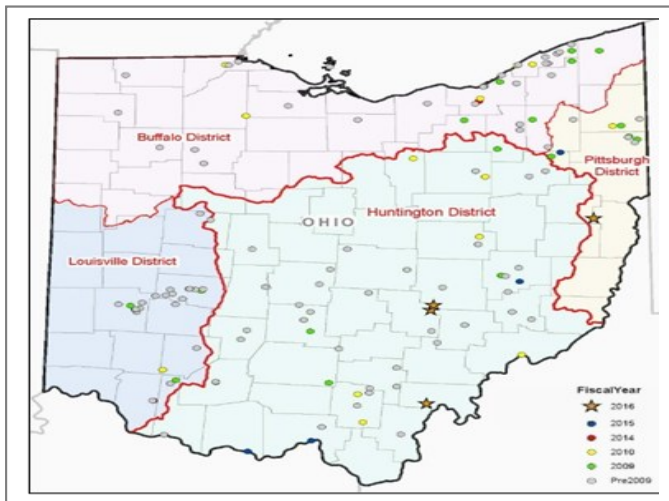 Buffalo District
Pittsburgh
District
OHIO
Huntington District
Louisville District
FiscalYear
2016
2015
2014
2010
2009
Pre2009